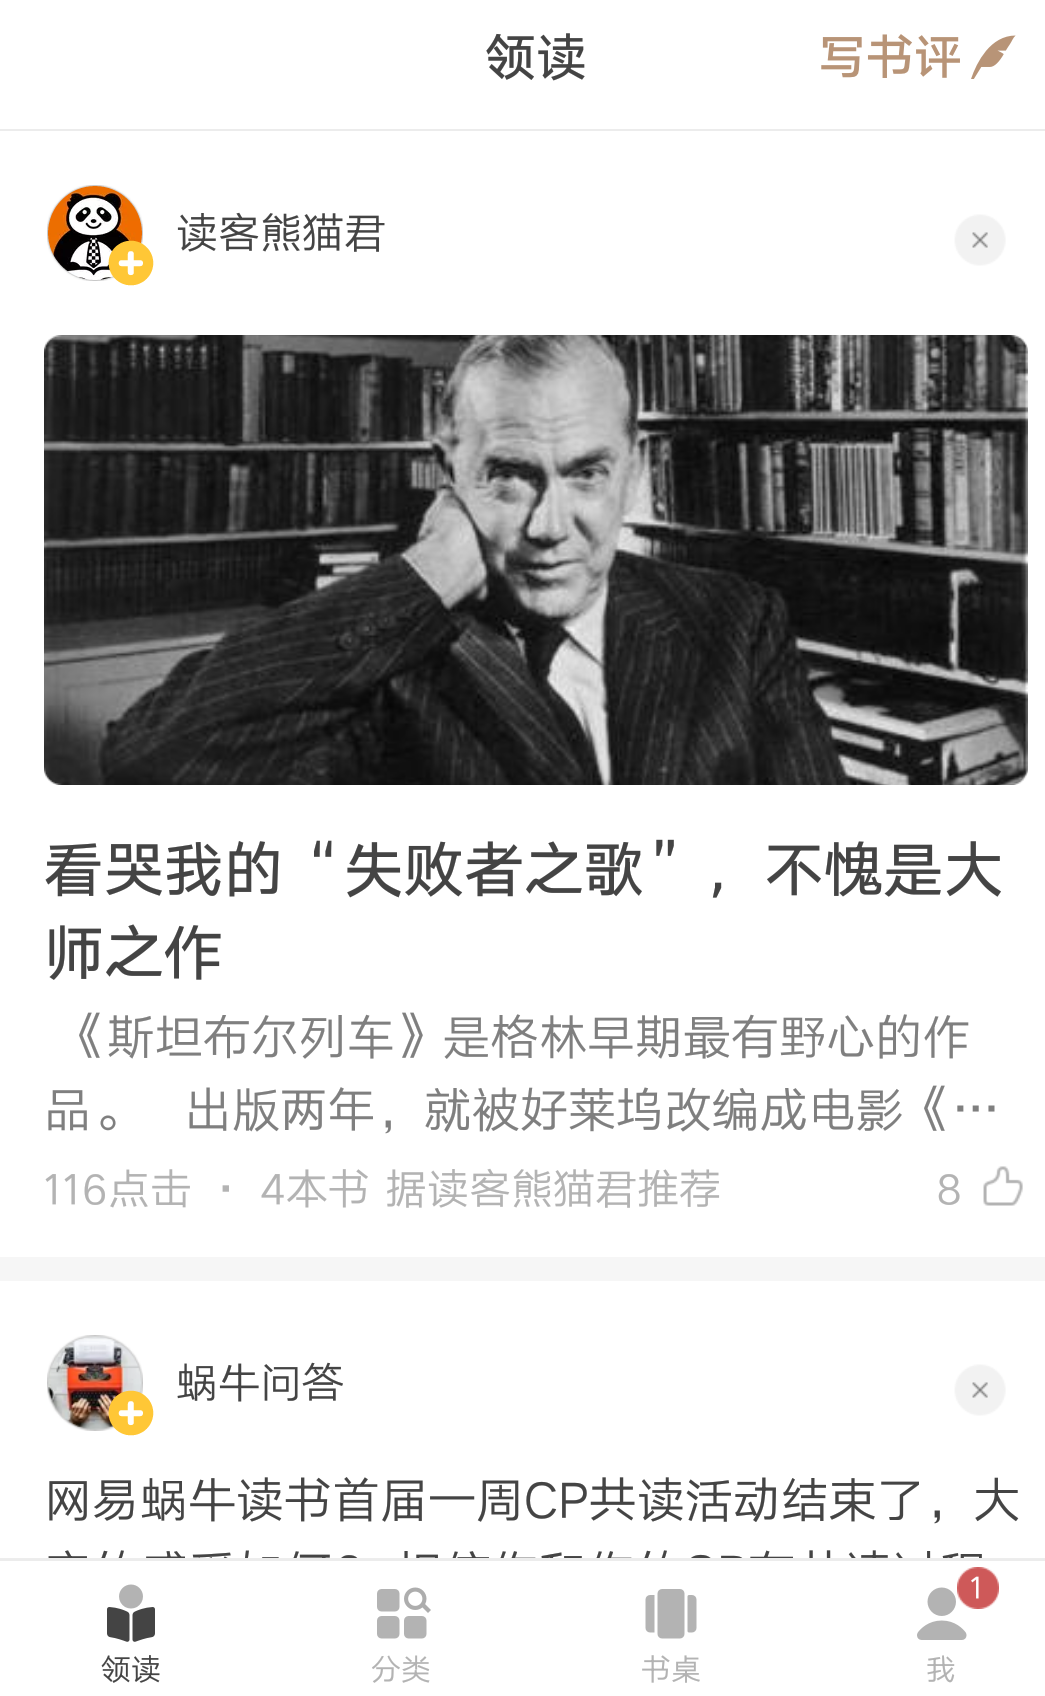 领读
写书评
读客熊猫君
看哭我的“失败者之歌”，不愧是大
师之作
《斯坦布尔列车》是格林早期最有野心的作
品。 出版两年，就被好莱坞改编成电影《…
116点击 · 4本书 据读客熊猫君推荐
8
蜗牛问答
网易蜗牛读书首届一周CP共读活动结束了，大
领读
分类
书桌
我
1